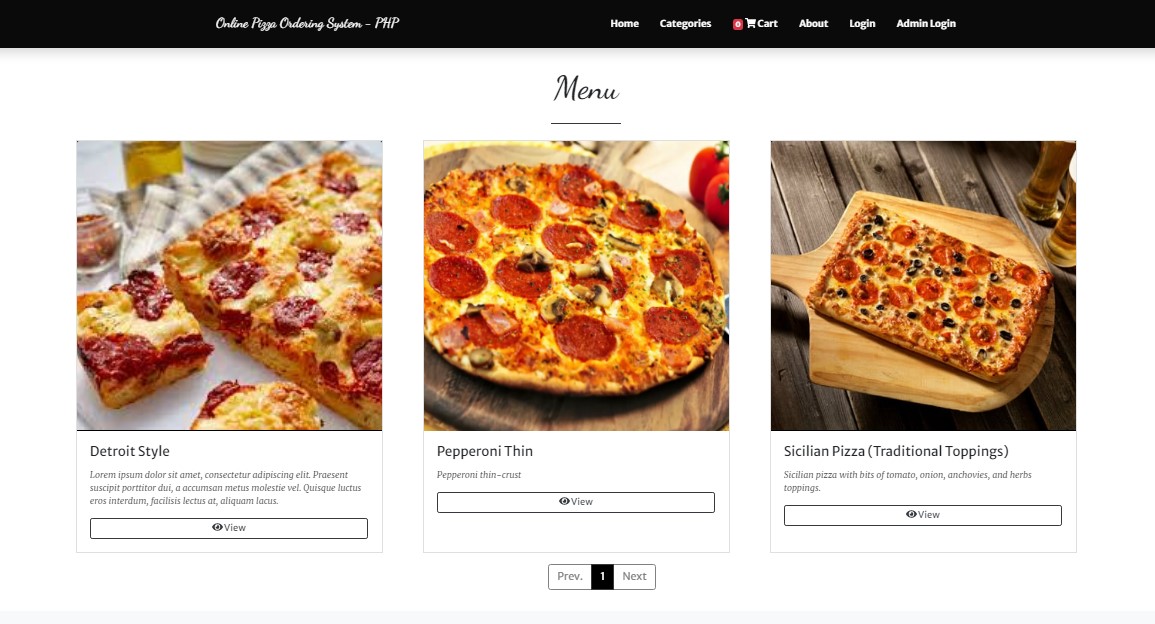 Online Pizza Ordering System - PHP
Home Categories 0 Cart About Login Admin Login
Menu
Detroit Style
Lorem ipsum dolor sit amet, consectetur adipiscing elit. Praesent
suscipit porttitor dui, a accumsan metus molestie vel. Quisque luctus
eros interdum, facilisis lectus at, aliquam lacus.
View
Pepperoni Thin
Pepperoni thin-crust
View
Sicilian Pizza (Traditional Toppings)
Sicilian pizza with bits of tomato, onion, anchovies, and herbs
toppings.
View
Prev. 1 Next